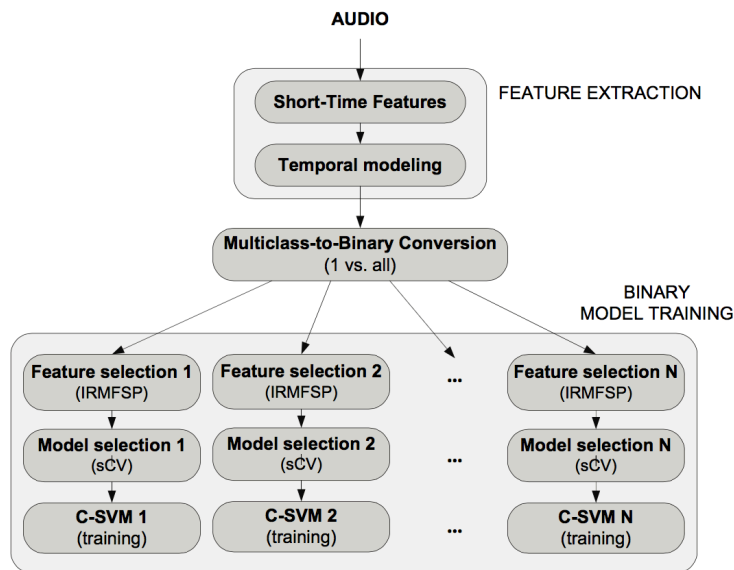 AUDIO
FEATURE EXTRACTION
Short-Time Features
Temporal modeling
Multiclass-to-Binary Conversion
(1 vs. all)
BINARY
MODEL TRAINING
Feature selection 1
(IRMFSP)
Feature selection 2
(IRMFSP)
...
Feature selection N
(IRMFSP)
Model selection 1
(sCV)
Model selection 2
(sCV)
...
Model selection N
(sCV)
C-SVM 1
(training)
C-SVM 2
(training)
...
C-SVM N
(training)